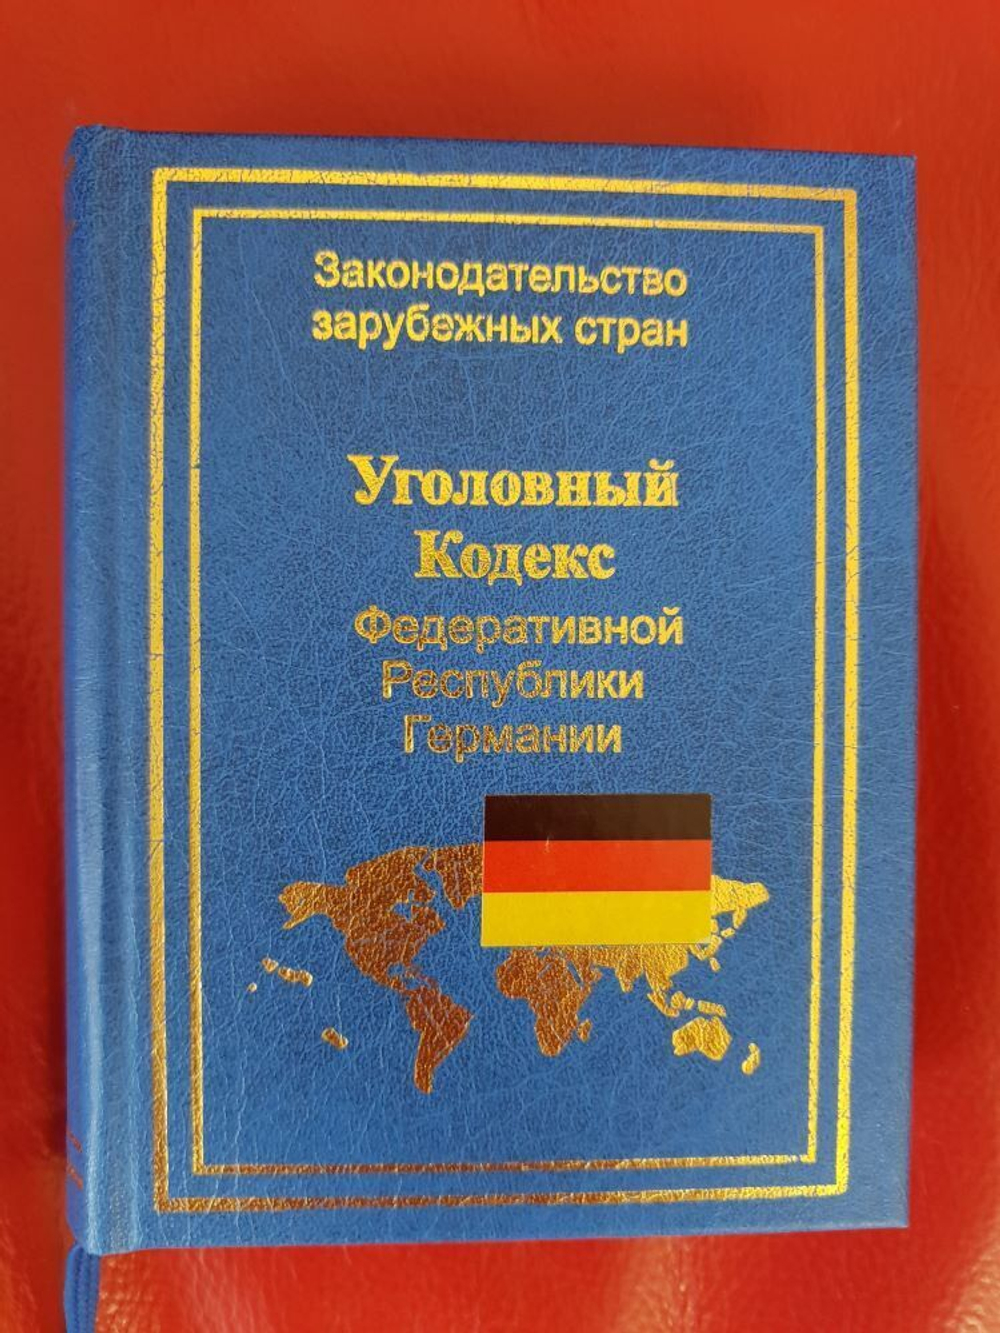 Законодательство
зарубежных стран
Уголовный
Кодекс
Федеративной
Республики
Германии